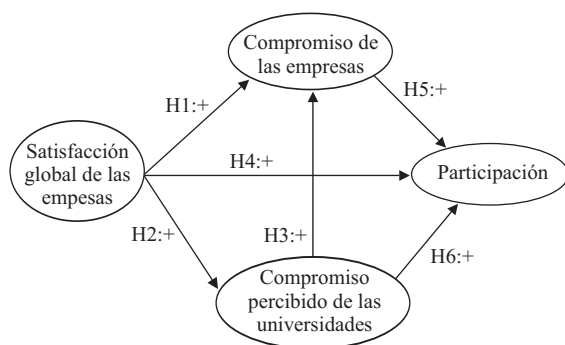 Compromiso de
las empresas
H1:+
H5:+
Satisfacción
global de las
empesas
H4:+
Participación
H2:+
H3:+
H6:+
Compromiso
percibido de las
universidades